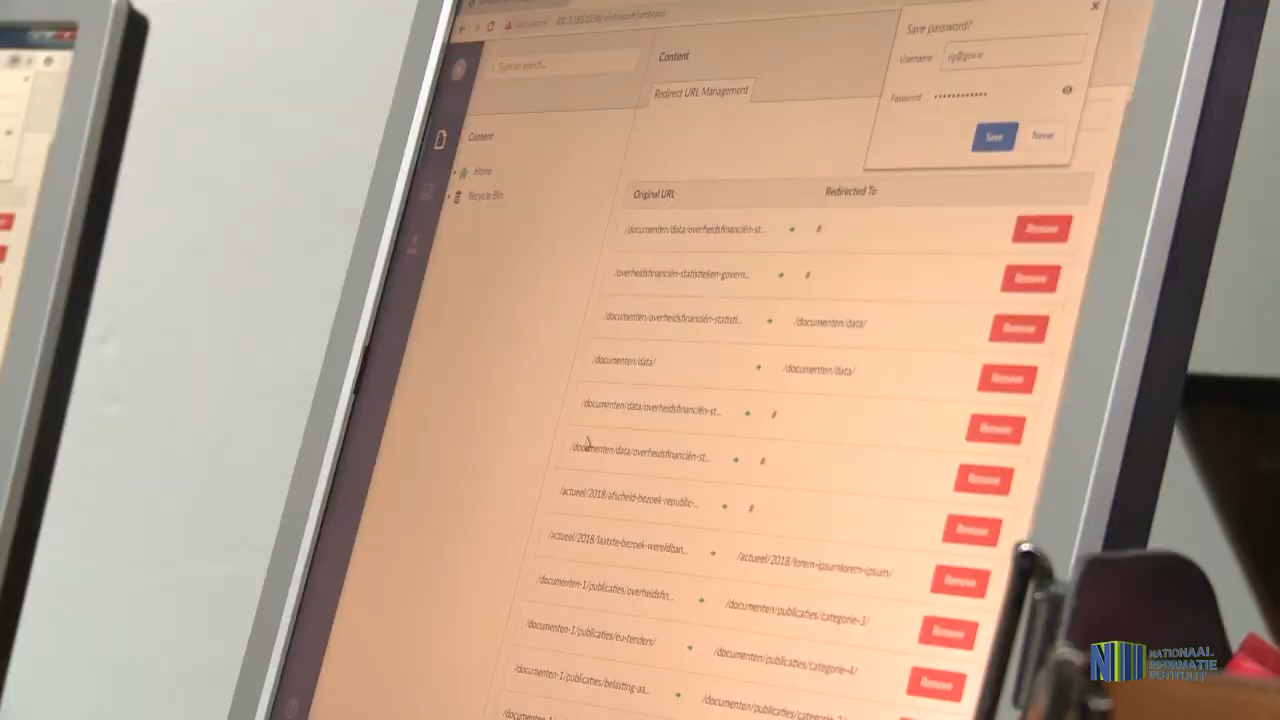 Not secure
Type to search...
Content
Redirect URL Management
Save password?
Username
Password
Save
Never
Content
Home
Recycle Bin
Original URL
Redirected To
/documenten/data/overheidsfinanciën-st...
#
Remove
/overheidsfinanciën-statistieken-govern...
#
Remove
/documenten/overheidsfinanciën-statisti...
/documenten/data/
Remove
/documenten/data/
/documenten/data/
Remove
/documenten/data/overheidsfinanciën-st...
#
Remove
/documenten/data/overheidsfinanciën-st...
#
Remove
/actueel/2018/afscheid-bezoek-republic-...
#
Remove
/actueel/2018/laatste-bezoek-wereldban...
/actueel/2018/lorem-ipsumlorem-ipsum/
Remove
/documenten-1/publicaties/overheidsfin...
/documenten/publicaties/categorie-1/
Remove
/documenten-1/publicaties/eu-tenders/
/documenten/publicaties/categorie-4/
Remove
/documenten-1/publicaties/belasting-aa...
NATIONAAL
INFORMATIE
INSTITUUT